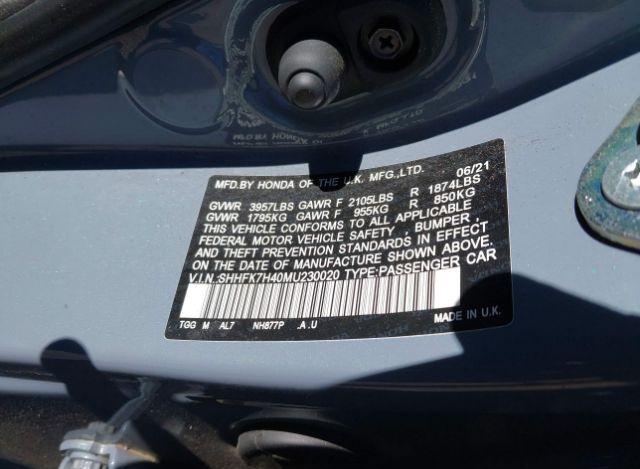 MFD.BY HONDA OF THE U.K. MFG.,LTD. 06/21
GVWR 3957LBS GAWR F 2105LBS R 1874LBS
GVWR 1795KG GAWR F 955KG R 850KG
THIS VEHICLE CONFORMS TO ALL APPLICABLE
FEDERAL MOTOR VEHICLE SAFETY , BUMPER ,
AND THEFT PREVENTION STANDARDS IN EFFECT
ON THE DATE OF MANUFACTURE SHOWN ABOVE.
V.I.N.:SHHFK7H40MU230020 TYPE:PASSENGER CAR
TGG M AL7 NH877P .A.U MADE IN U.K.